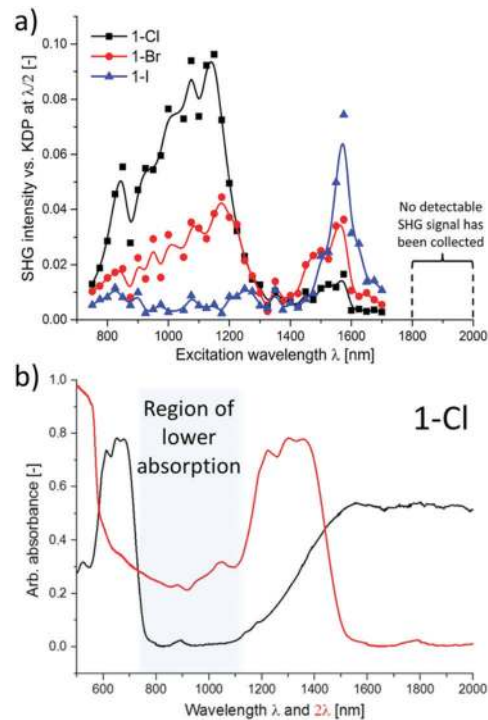 a)
1-Cl
1-Br
1-I
SHG intensity vs. KDP at λ/2 [-]
0.10
0.08
0.06
0.04
0.02
0.00
No detectable
SHG signal has
been collected
800 1000 1200 1400 1600 1800 2000
Excitation wavelength λ [nm]
b)
Region of
lower
absorption
1-Cl
Arb. absorbance [-]
1.0
0.8
0.6
0.4
0.2
0.0
600 800 1000 1200 1400 1600 1800 2000
Wavelength λ and 2λ [nm]